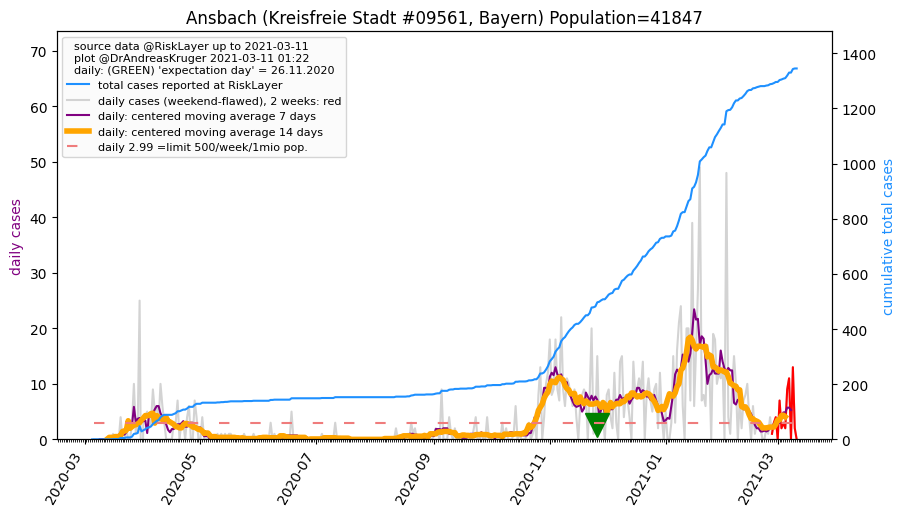 Ansbach (Kreisfreie Stadt #09561, Bayern) Population=41847
source data @RiskLayer up to 2021-03-11
plot @DrAndreasKruger 2021-03-11 01:22
daily: (GREEN) 'expectation day' = 26.11.2020
total cases reported at RiskLayer
daily cases (weekend-flawed), 2 weeks: red
daily: centered moving average 7 days
daily: centered moving average 14 days
daily 2.99 =limit 500/week/1mio pop.
daily cases
70
60
50
40
30
20
10
0
cumulative total cases
1400
1200
1000
800
600
400
200
0
2020-03
2020-05
2020-07
2020-09
2020-11
2021-01
2021-03